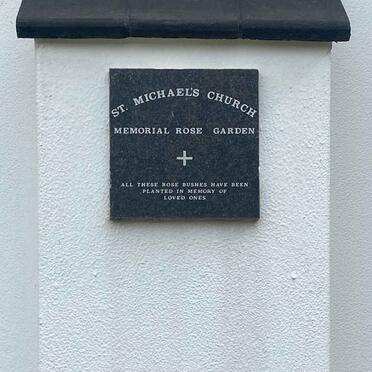 ST. MICHAEL'S CHURCH
MEMORIAL ROSE GARDEN
ALL THESE ROSE BUSHES HAVE BEEN
PLANTED IN MEMORY OF
LOVED ONES